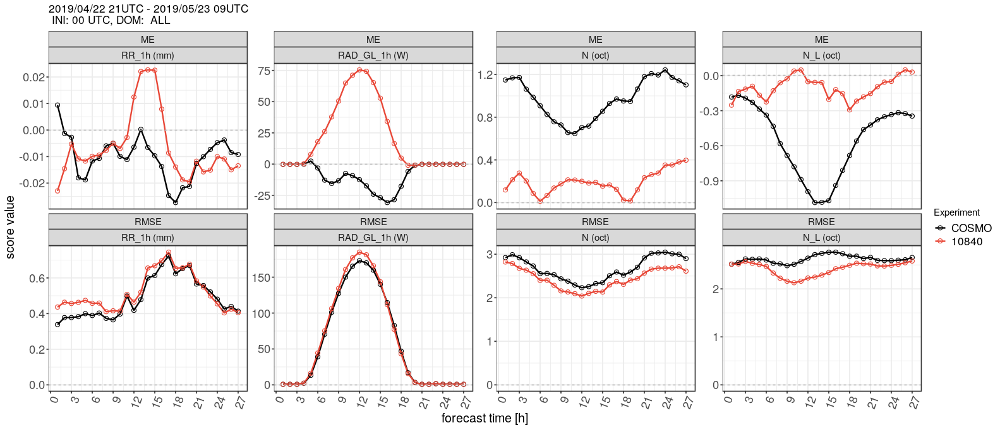 2019/04/22 21UTC - 2019/05/23 09UTC
INI: 00 UTC, DOM:  ALL
ME ME ME ME
RR_1h (mm) RAD_GL_1h (W) N (oct) N_L (oct)
0.02
0.01
0.00
-0.01
-0.02
75
50
25
0
-25
1.2
0.8
0.4
0.0
0.0
-0.3
-0.6
-0.9
score value
RMSE RMSE RMSE RMSE
RR_1h (mm) RAD_GL_1h (W) N (oct) N_L (oct)
0.6
0.4
0.2
0.0
150
100
50
0
3
2
1
0
2
1
0
0 3 6 9 12 15 18 21 24 27
0 3 6 9 12 15 18 21 24 27
0 3 6 9 12 15 18 21 24 27
0 3 6 9 12 15 18 21 24 27
forecast time [h]
Experiment
COSMO
10840